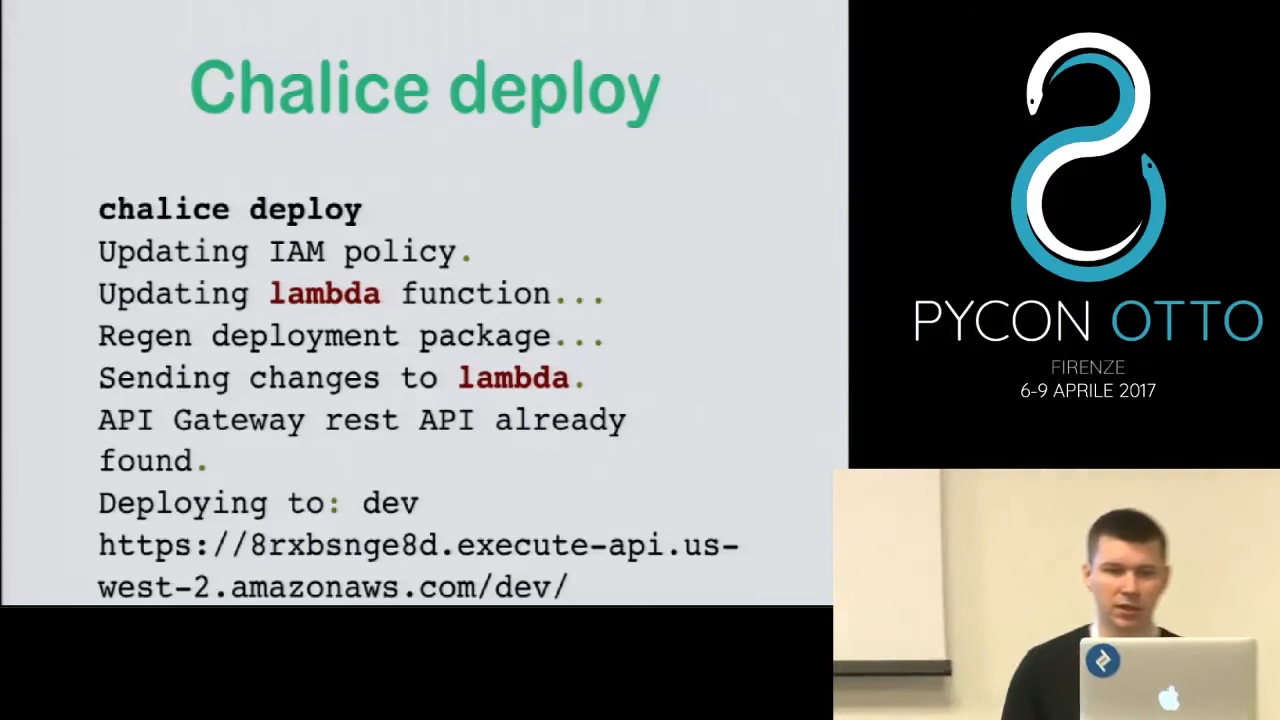 Chalice deploy
chalice deploy
Updating IAM policy.
Updating lambda function...
Regen deployment package...
Sending changes to lambda.
API Gateway rest API already
found.
Deploying to: dev
https://8rxbsnge8d.execute-api.us-
west-2.amazonaws.com/dev/
PYCON OTTO
FIRENZE
6-9 APRILE 2017